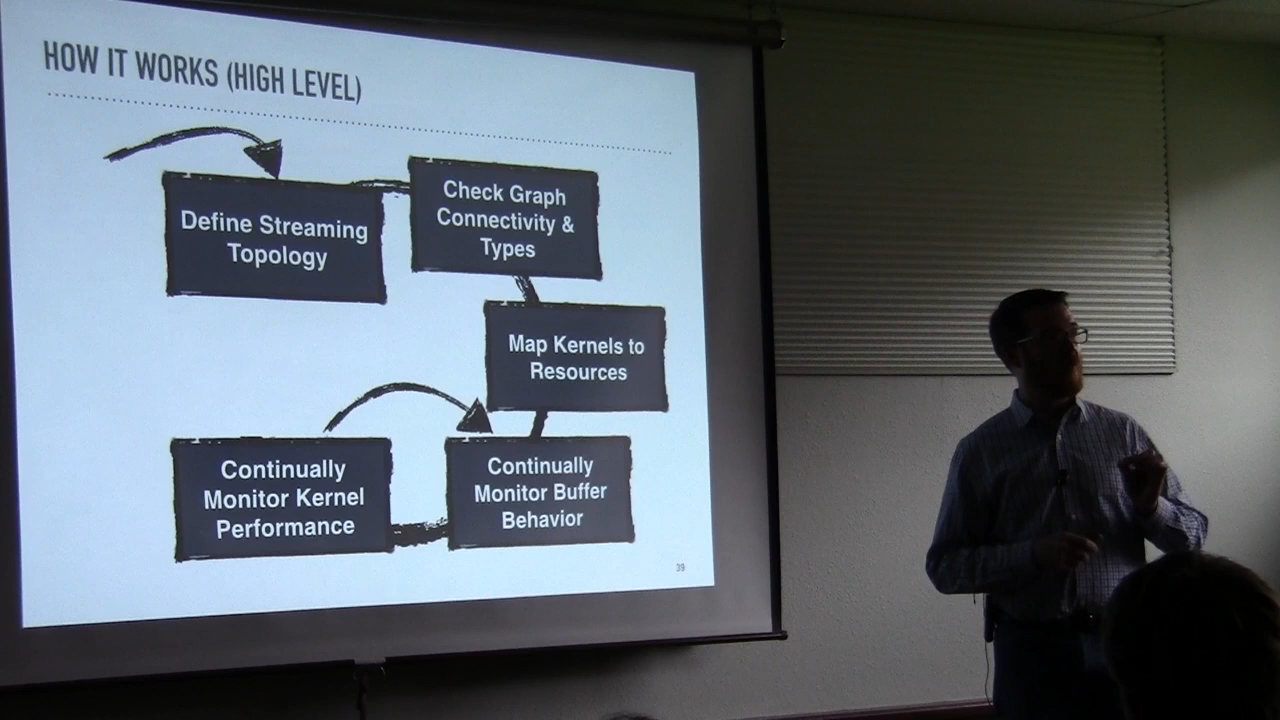 HOW IT WORKS (HIGH LEVEL)
Define Streaming
Topology
Check Graph
Connectivity &
Types
Map Kernels to
Resources
Continually
Monitor Buffer
Behavior
Continually
Monitor Kernel
Performance
39